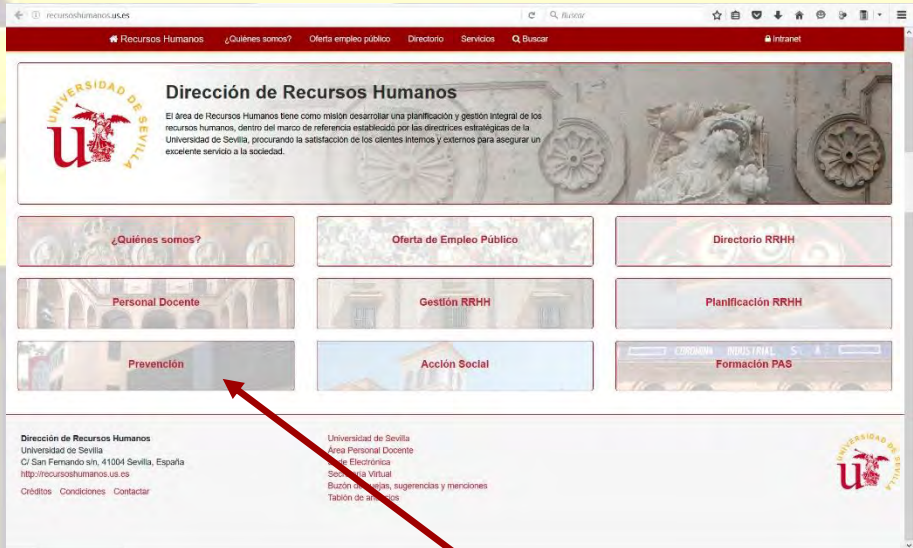 recursoshumanos.us.es
Buscar
Recursos Humanos ¿Quiénes somos? Oferta empleo público Directorio Servicios Buscar Intranet
UNIVERSIDAD DE SEVILLA
Dirección de Recursos Humanos
El área de Recursos Humanos tiene como misión desarrollar una planificación y gestión integral de los
recursos humanos, dentro del marco de referencia establecido por las directrices estratégicas de la
Universidad de Sevilla, procurando la satisfacción de los clientes internos y externos para asegurar un
excelente servicio a la sociedad.
¿Quiénes somos? Oferta de Empleo Público Directorio RRHH
Personal Docente Gestión RRHH Planificación RRHH
Prevención Acción Social Formación PAS
Dirección de Recursos Humanos
Universidad de Sevilla
C/ San Fernando s/n, 41004 Sevilla, España
http://recursoshumanos.us.es
Créditos Condiciones Contactar
Universidad de Sevilla
Área Personal Docente
Sede Electrónica
Secretaría Virtual
Buzón de quejas, sugerencias y menciones
Tablón de anuncios
UNIVERSIDAD DE SEVILLA